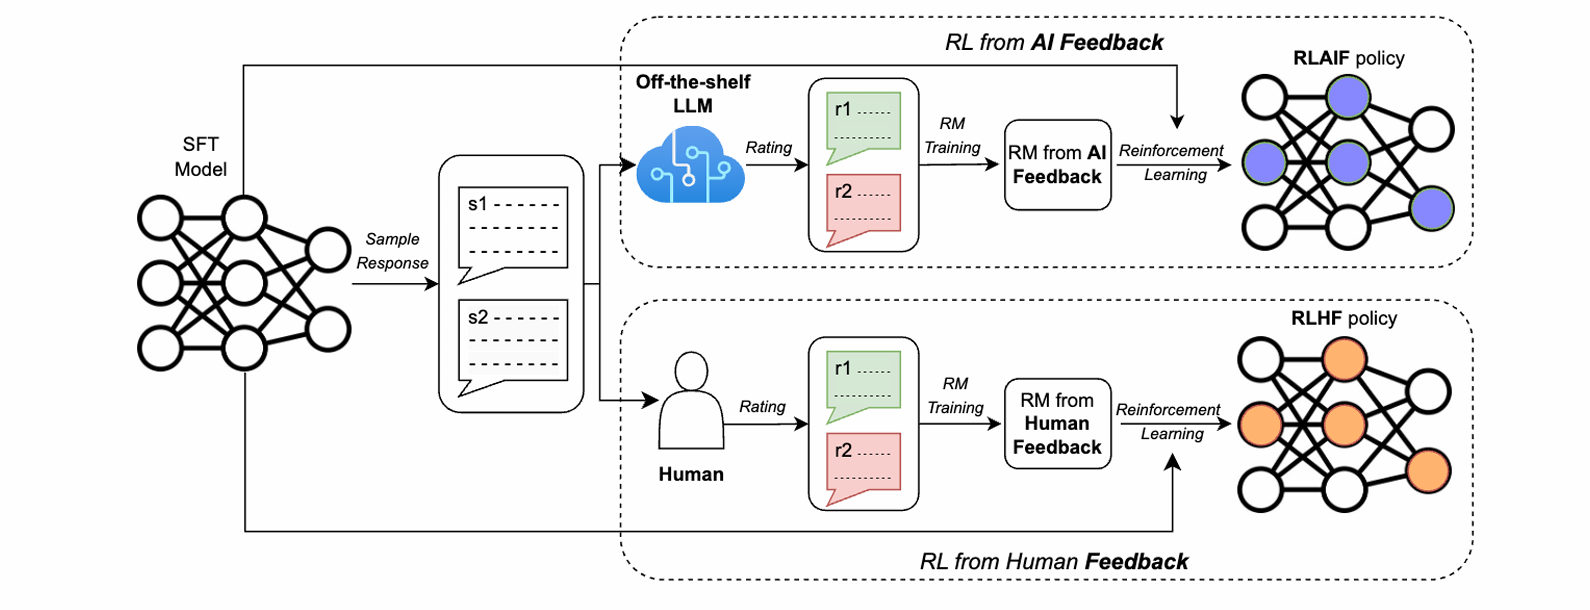 RL from AI Feedback
RLAIF policy
Off-the-shelf
LLM
SFT
Model
Sample
Response
s1 - - - - - - -
s2 - - - - - - -
Rating
r1 ......
r2 ......
RM
Training
RM from AI
Feedback
Reinforcement
Learning
RLHF policy
Human
Rating
r1 ......
r2 ......
RM
Training
RM from
Human
Feedback
Reinforcement
Learning
RL from Human Feedback